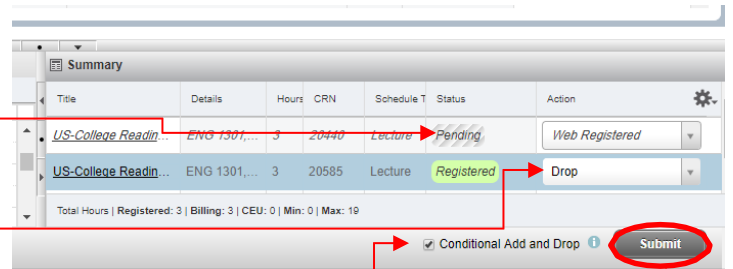 Summary
Title Details Hours CRN Schedule T Status Action
US-College Readin... ENG 1301,... 3 20440 Lecture Pending Web Registered
US-College Readin... ENG 1301,... 3 20585 Lecture Registered Drop
Total Hours | Registered: 3 | Billing: 3 | CEU: 0 | Min: 0 | Max: 19
Conditional Add and Drop Submit